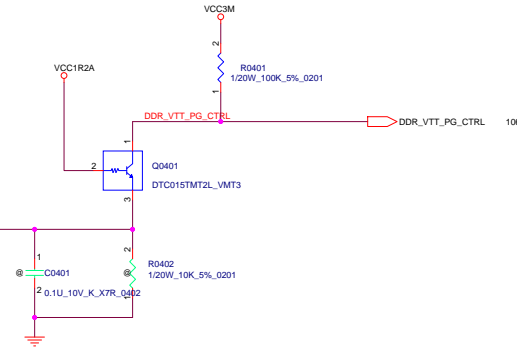 VCC3M
2
R0401
1/20W_100K_5%_0201
VCC1R2A
1
DDR_VTT_PG_CTRL
DDR_VTT_PG_CTRL
1
2
Q0401
DTC015TMT2L_VMT3
3
2
R0402
1/20W_10K_5%_0201
@
1
1
@
C0401
2
0.1U_10V_K_X7R_0402